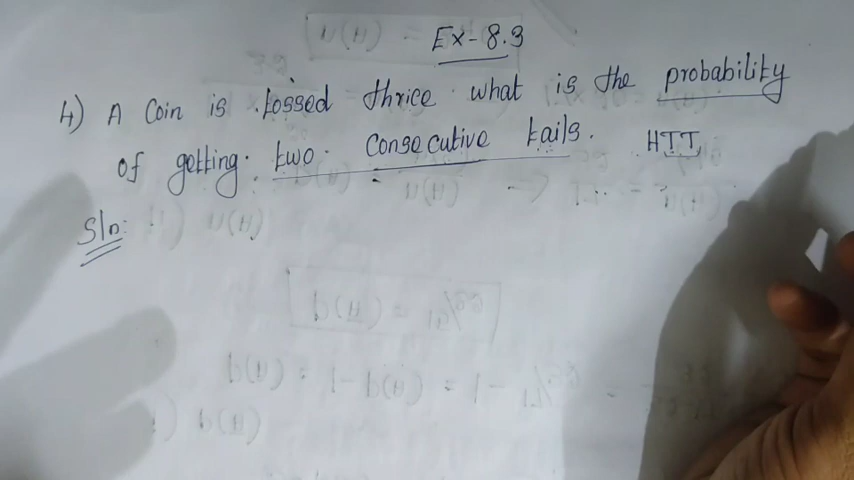 Ex-8.3
4) A Coin is tossed thrice what is the probability
of getting two consecutive tails. HTT
Sln: